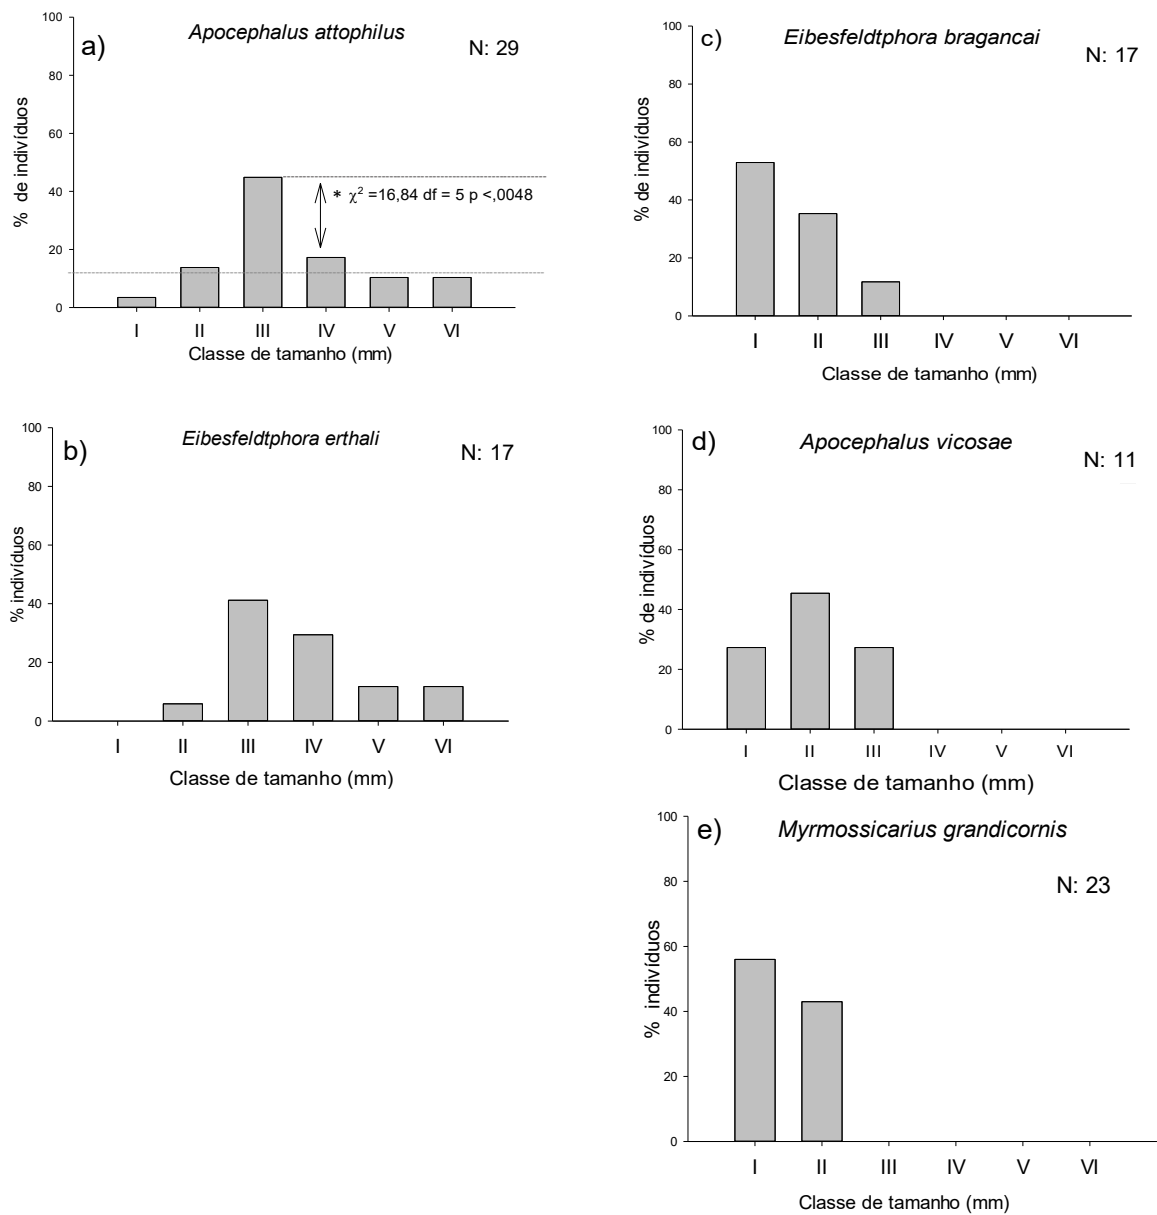 a)
Apocephalus attophilus
N: 29
% de indivíduos
100
80
60
40
20
0
* χ² =16,84 df = 5 p <,0048
I II III IV V VI
Classe de tamanho (mm)
b)
Eibesfeldtphora erthali
N: 17
% indivíduos
100
80
60
40
20
0
I II III IV V VI
Classe de tamanho (mm)
c)
Eibesfeldtphora bragancai
N: 17
% de indivíduos
100
80
60
40
20
0
I II III IV V VI
Classe de tamanho (mm)
d)
Apocephalus vicosae
N: 11
% de indivíduos
100
80
60
40
20
0
I II III IV V VI
Classe de tamanho (mm)
e)
Myrmossicarius grandicornis
N: 23
% indivíduos
100
80
60
40
20
0
I II III IV V VI
Classe de tamanho (mm)